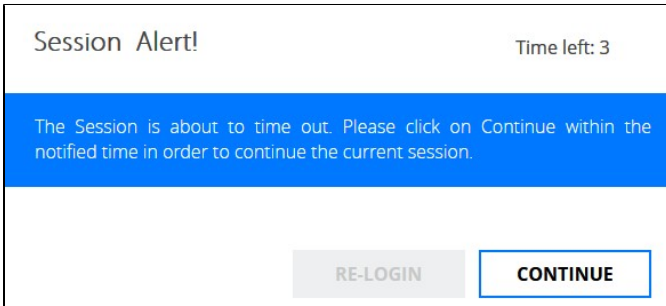 Session Alert!
Time left: 3
The Session is about to time out. Please click on Continue within the
notified time in order to continue the current session.
RE-LOGIN
CONTINUE